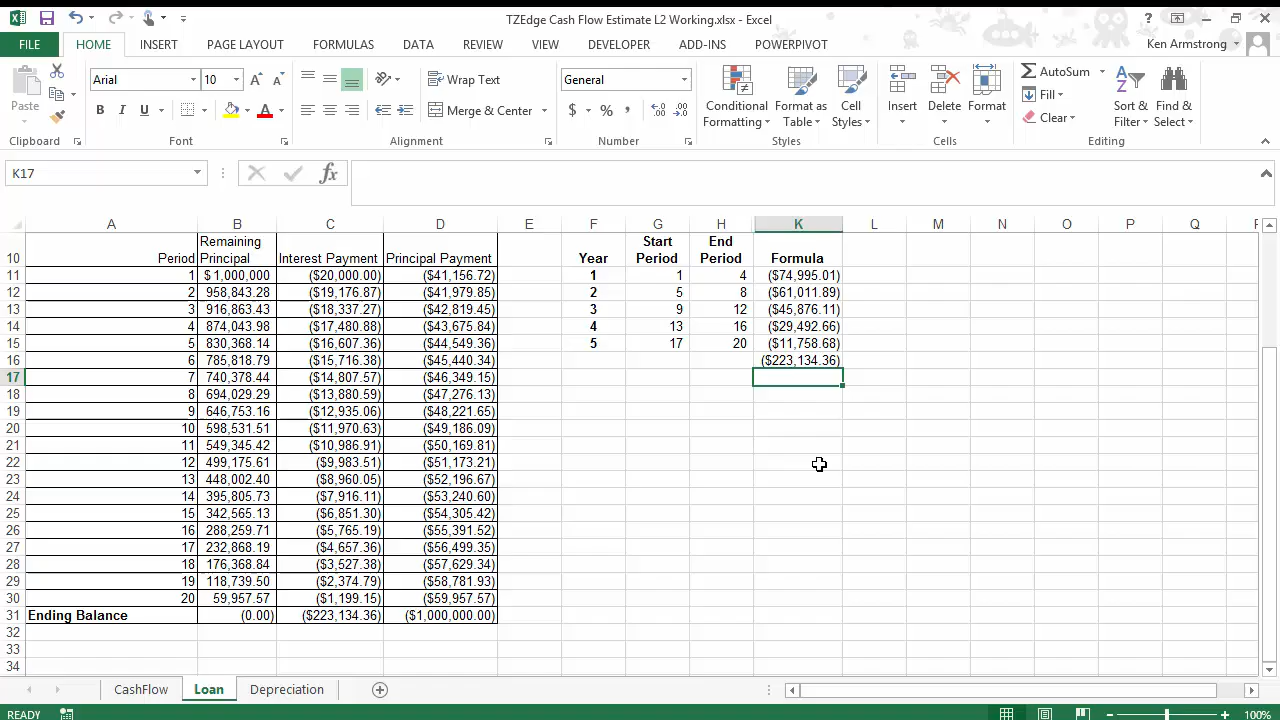 TZEdge Cash Flow Estimate L2 Working.xlsx - Excel
FILE HOME INSERT PAGE LAYOUT FORMULAS DATA REVIEW VIEW DEVELOPER ADD-INS POWERPIVOT Ken Armstrong
Paste Arial 10 Wrap Text General Conditional Formatting Format as Table Cell Styles Insert Delete Format AutoSum Fill Clear Sort & Filter Find & Select
B I U A Merge & Center $ % ,
Clipboard Font Alignment Number Styles Cells Editing
K17 fx
A B C D E F G H K L M N O P Q
Remaining Start End
10 Period Principal Interest Payment Principal Payment Year Period Period Formula
11 1 $ 1,000,000 ($20,000.00) ($41,156.72) 1 1 4 ($74,995.01)
12 2 958,843.28 ($19,176.87) ($41,979.85) 2 5 8 ($61,011.89)
13 3 916,863.43 ($18,337.27) ($42,819.45) 3 9 12 ($45,876.11)
14 4 874,043.98 ($17,480.88) ($43,675.84) 4 13 16 ($29,492.66)
15 5 830,368.14 ($16,607.36) ($44,549.36) 5 17 20 ($11,758.68)
16 6 785,818.79 ($15,716.38) ($45,440.34) ($223,134.36)
17 7 740,378.44 ($14,807.57) ($46,349.15)
18 8 694,029.29 ($13,880.59) ($47,276.13)
19 9 646,753.16 ($12,935.06) ($48,221.65)
20 10 598,531.51 ($11,970.63) ($49,186.09)
21 11 549,345.42 ($10,986.91) ($50,169.81)
22 12 499,175.61 ($9,983.51) ($51,173.21)
23 13 448,002.40 ($8,960.05) ($52,196.67)
24 14 395,805.73 ($7,916.11) ($53,240.60)
25 15 342,565.13 ($6,851.30) ($54,305.42)
26 16 288,259.71 ($5,765.19) ($55,391.52)
27 17 232,868.19 ($4,657.36) ($56,499.35)
28 18 176,368.84 ($3,527.38) ($57,629.34)
29 19 118,739.50 ($2,374.79) ($58,781.93)
30 20 59,957.57 ($1,199.15) ($59,957.57)
31 Ending Balance (0.00) ($223,134.36) ($1,000,000.00)
32
33
34
CashFlow Loan Depreciation
READY 100%